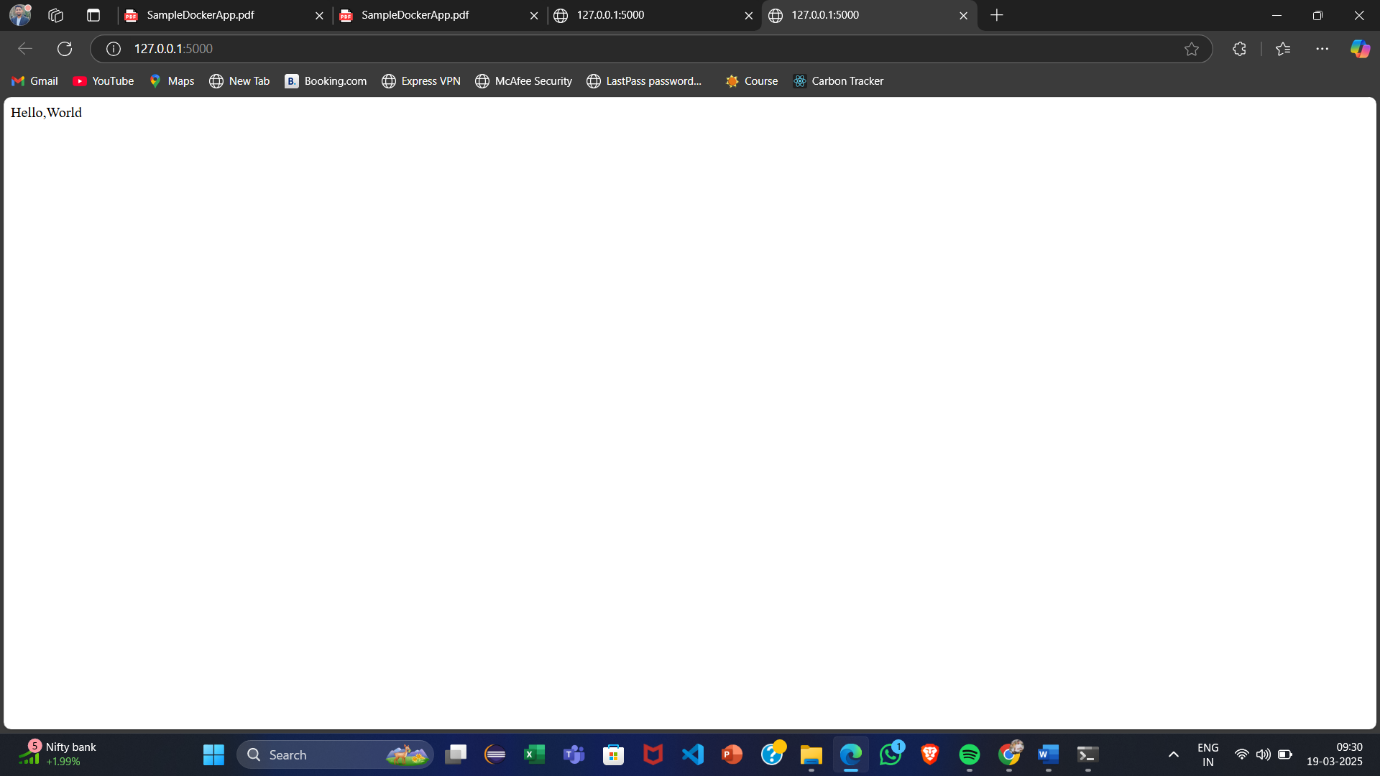 SampleDockerApp.pdf
SampleDockerApp.pdf
127.0.0.1:5000
127.0.0.1:5000
127.0.0.1:5000
Gmail
YouTube
Maps
New Tab
B. Booking.com
Express VPN
McAfee Security
LastPass password...
Course
Carbon Tracker
Hello,World
5
Nifty bank
+1.99%
Search
1
ENG
IN
09:30
19-03-2025